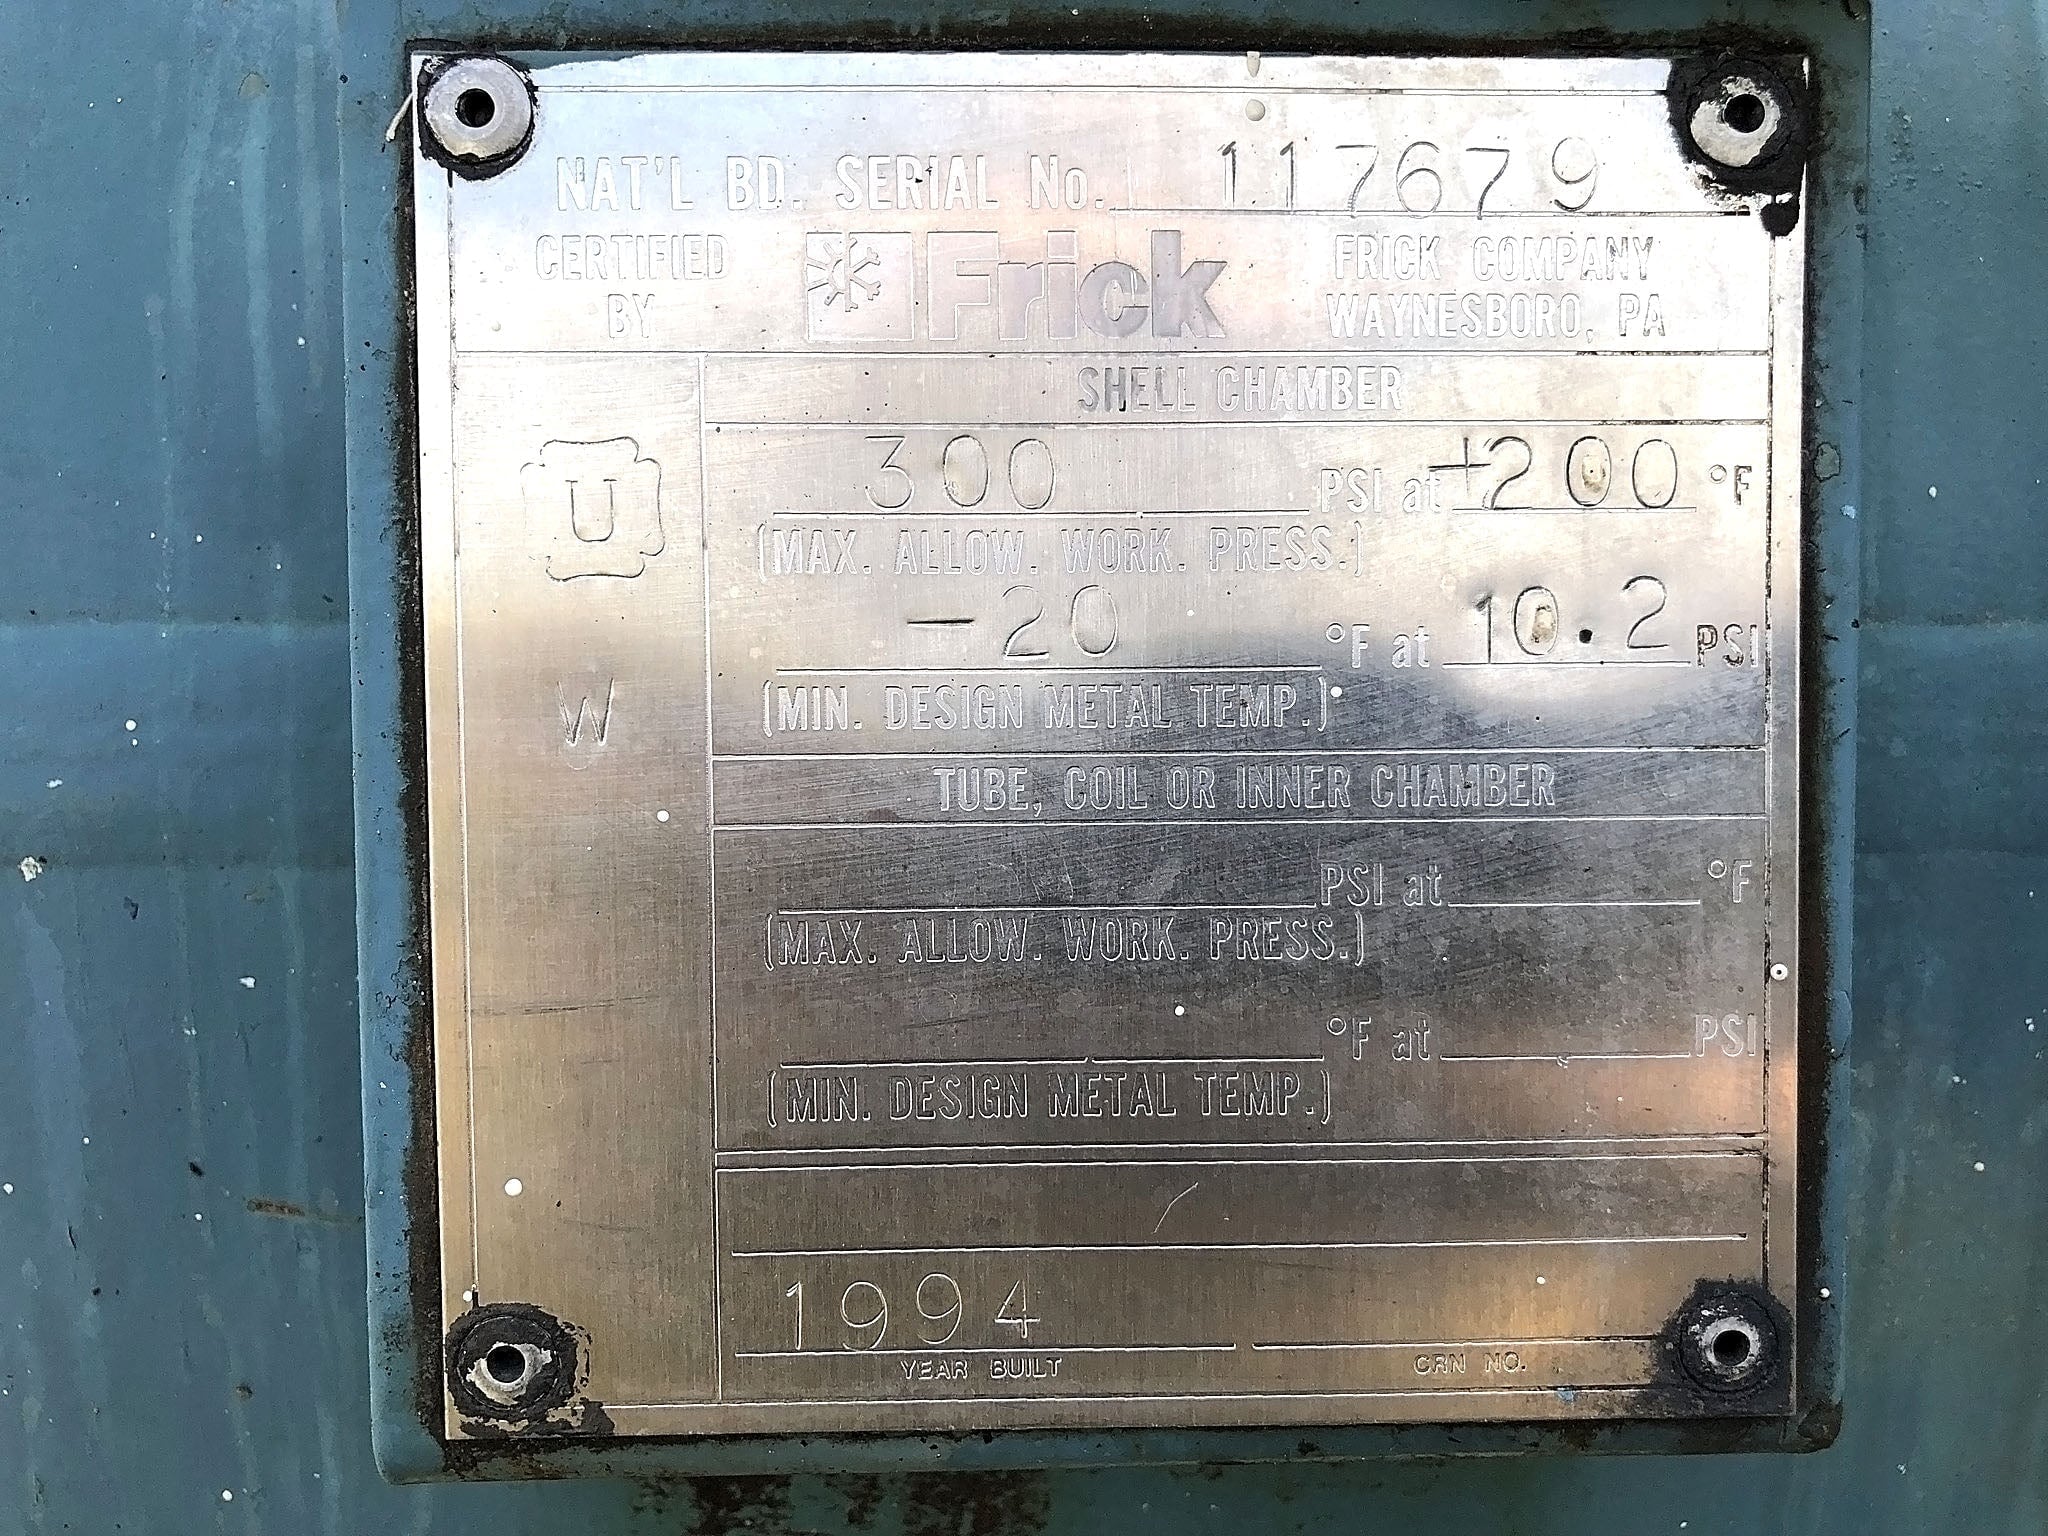 NAT'L BD. SERIAL No. 117679
CERTIFIED BY
Frick
FRICK COMPANY
WAYNESBORO, PA
SHELL CHAMBER
U
W
300 PSI at +200 °F
(MAX. ALLOW. WORK. PRESS.)
-20 °F at 10.2 PSI
(MIN. DESIGN METAL TEMP.)
TUBE, COIL OR INNER CHAMBER
PSI at °F
(MAX. ALLOW. WORK. PRESS.)
°F at PSI
(MIN. DESIGN METAL TEMP.)
1994
YEAR BUILT
CRN NO.